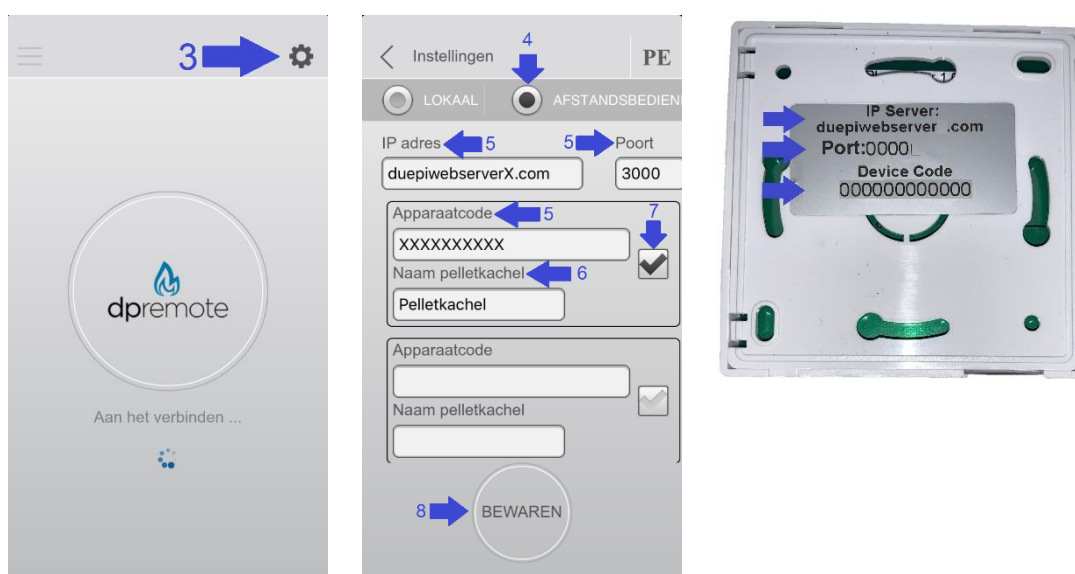 3
dpremote
Aan het verbinden ...
4
Instellingen
PE
LOKAAL
AFSTANDSBEDIEN
IP adres
5
5
Poort
duepiwebserverX.com
3000
Apparaatcode
5
7
XXXXXXXXXX
Naam pelletkachel
6
Pelletkachel
Apparaatcode
Naam pelletkachel
8
BEWAREN
IP Server:
duepiwebserver .com
Port:0000
Device Code
000000000000